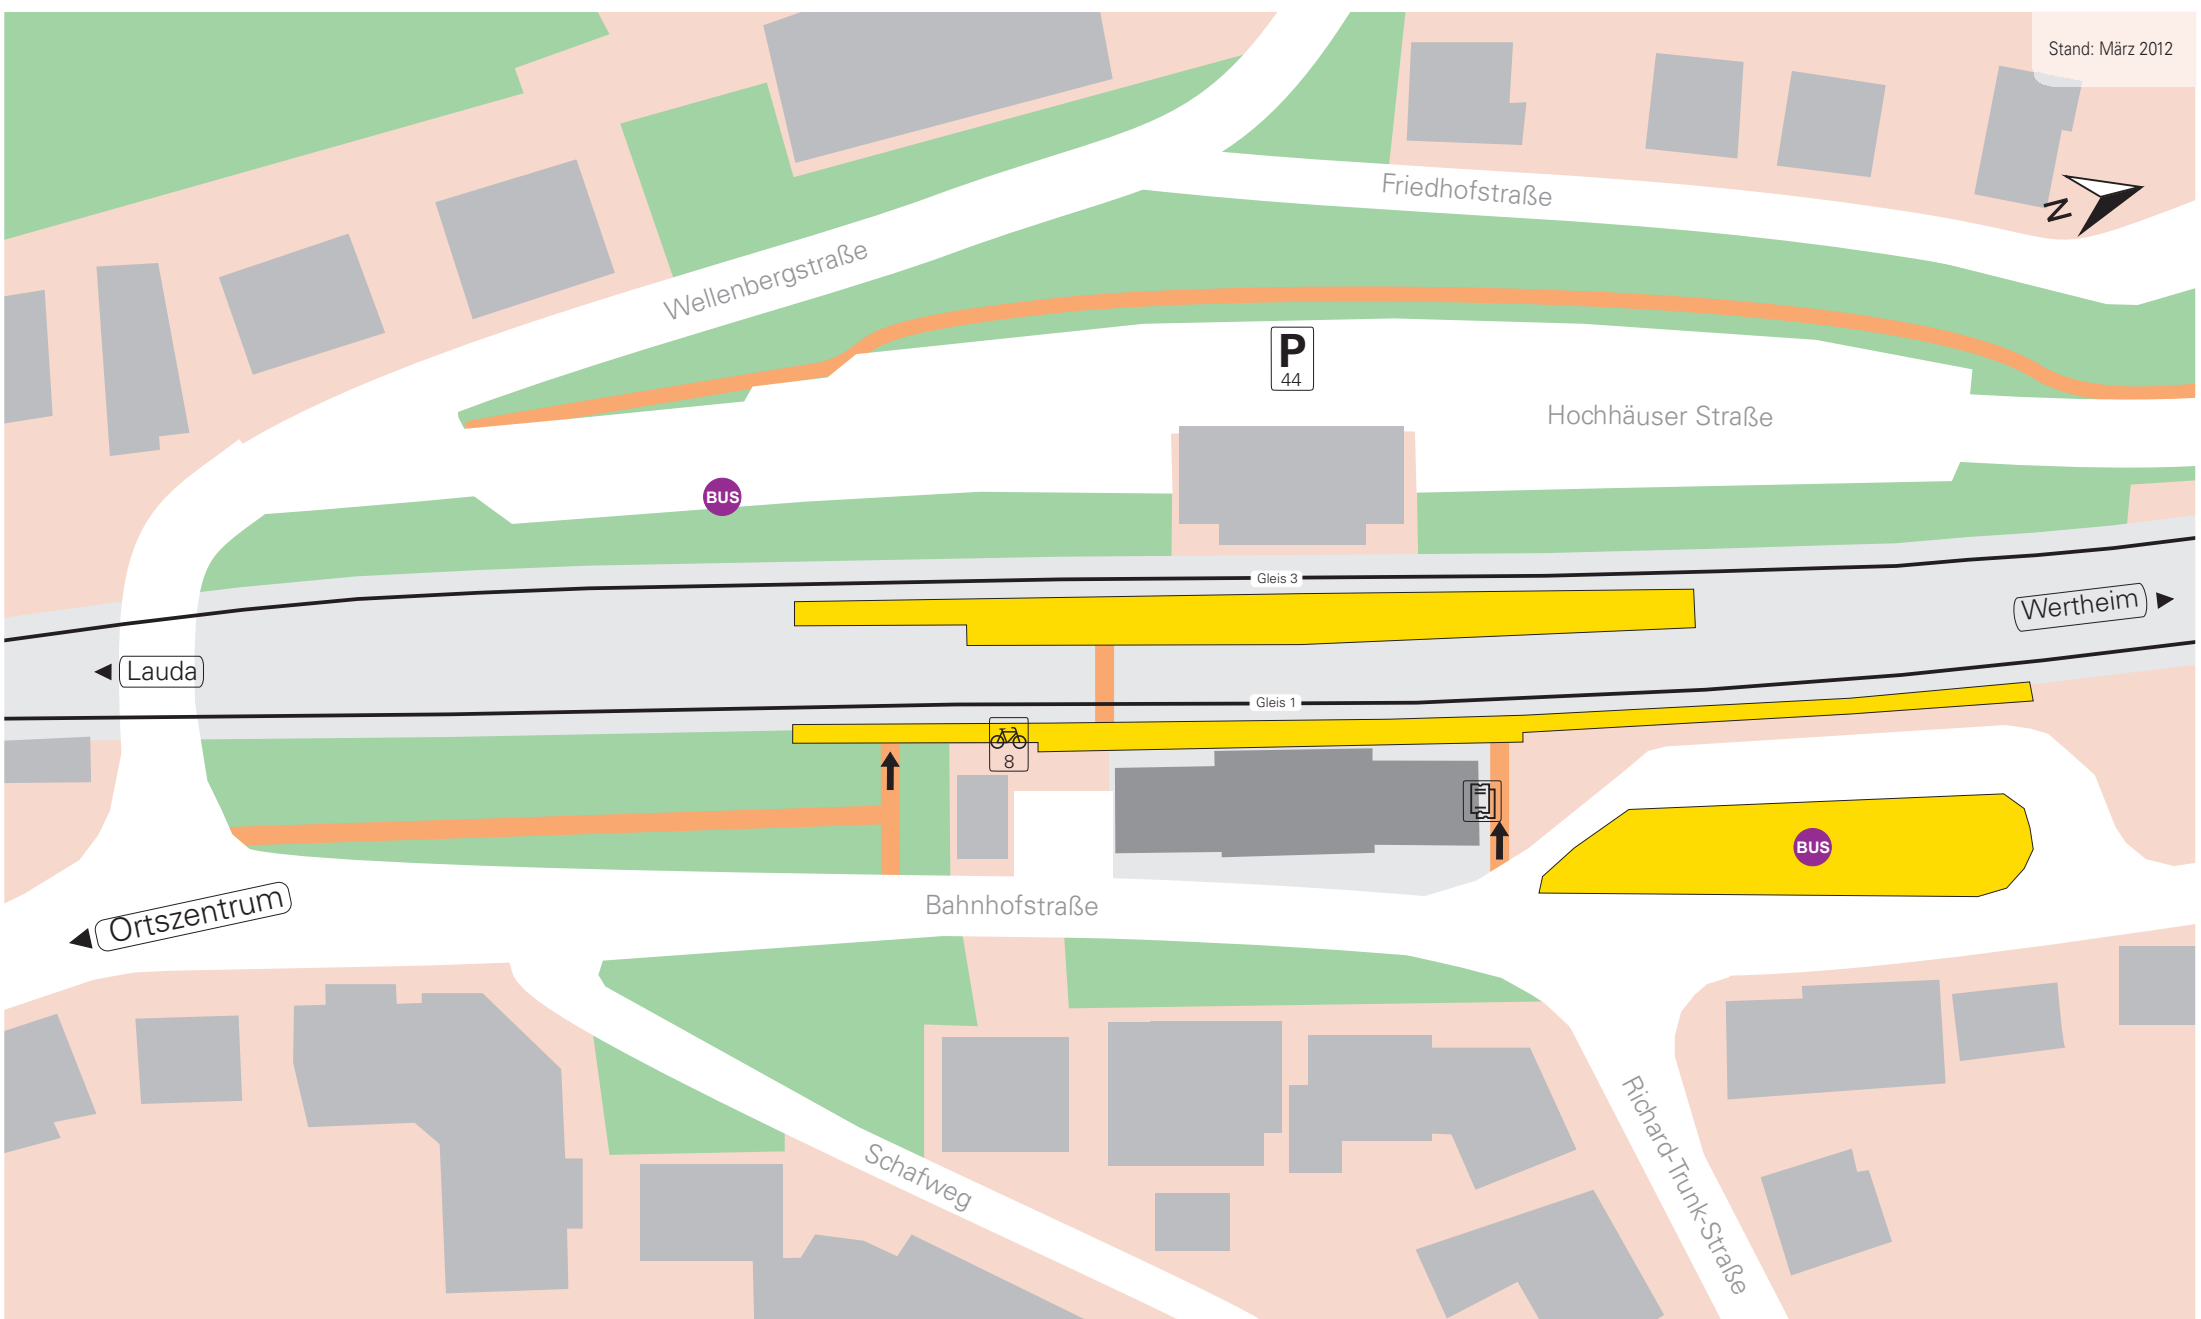 Stand: März 2012
Friedhofstraße
N
Wellenbergstraße
P
44
Hochhäuser Straße
BUS
Gleis 3
Wertheim
Lauda
Gleis 1
8
BUS
Ortszentrum
Bahnhofstraße
Schafweg
Richard-Trunk-Straße